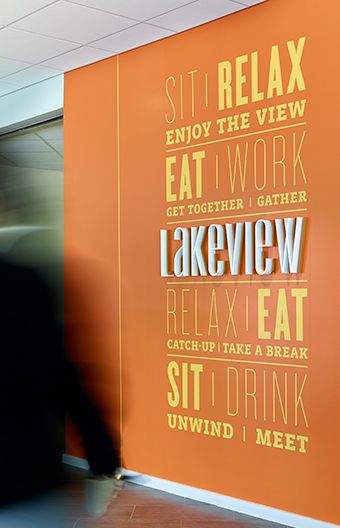 SIT | RELAX
ENJOY THE VIEW
EAT | WORK
GET TOGETHER | GATHER
Lakeview
RELAX | EAT
CATCH-UP | TAKE A BREAK
SIT | DRINK
UNWIND | MEET